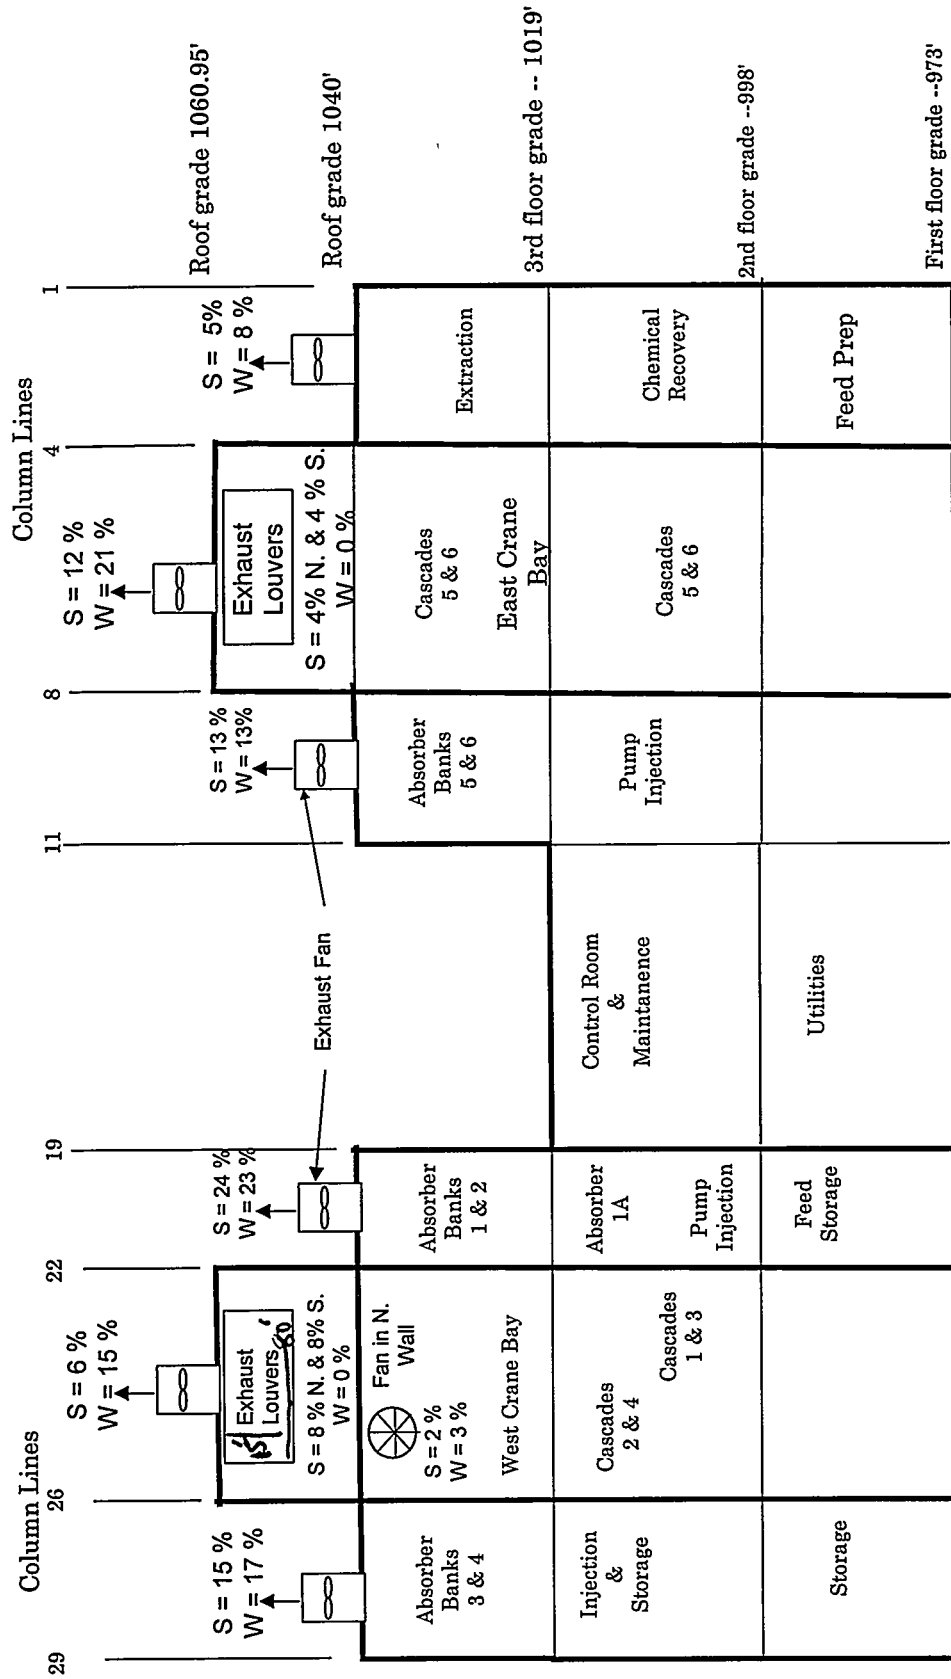 Column Lines
Column Lines
29
26
22
19
11
8
4
1
S = 15 %
W = 17 %
S = 6 %
W = 15 %
S = 24 %
W = 23 %
Exhaust Fan
S = 13 %
W = 13%
S = 12 %
W = 21 %
S = 5%
W = 8 %
Roof grade 1060.95'
Roof grade 1040'
Exhaust
Louvers
15'
80'
S = 8 % N. & 8% S.
W = 0 %
Exhaust
Louvers
S = 4% N. & 4 % S.
W = 0 %
Absorber
Banks
3 & 4
Fan in N.
Wall
S = 2 %
W = 3 %
West Crane Bay
Absorber
Banks
1 & 2
Absorber
Banks
5 & 6
Cascades
5 & 6
East Crane
Bay
Extraction
3rd floor grade -- 1019'
Injection
&
Storage
Cascades
2 & 4
Cascades
1 & 3
Absorber
1A
Pump
Injection
Control Room
&
Maintanence
Pump
Injection
Cascades
5 & 6
Chemical
Recovery
2nd floor grade --998'
Storage
Feed
Storage
Utilities
Feed Prep
First floor grade --973'